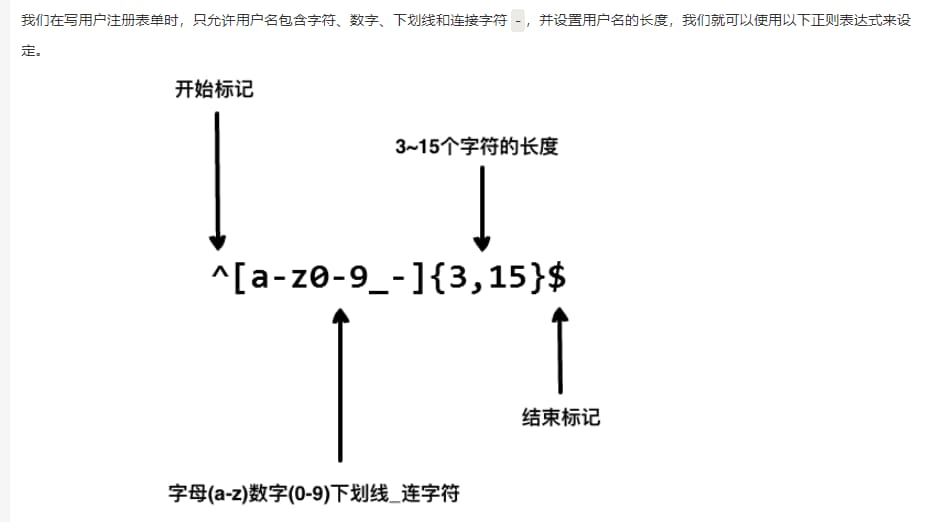 我们在写用户注册表单时，只允许用户名包含字符、数字、下划线和连接字符 - ，并设置用户名的长度，我们就可以使用以下正则表达式来设
定。
开始标记
3~15个字符的长度
^[a-z0-9_-]{3,15}$
结束标记
字母(a-z)数字(0-9)下划线_连字符